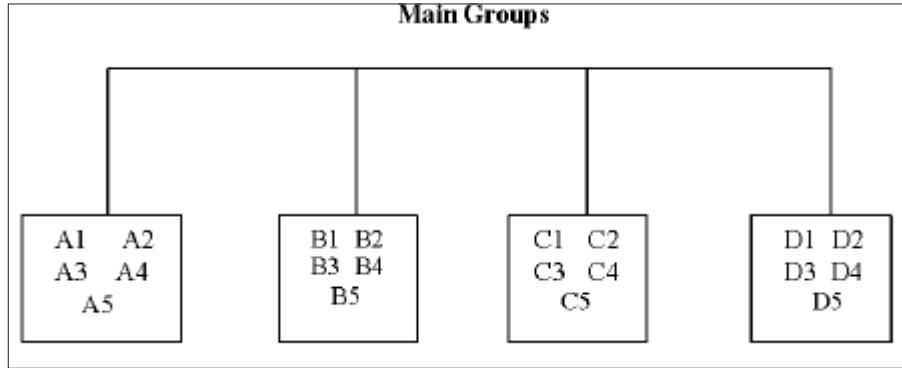 Main Groups
A1 A2
A3 A4
A5
B1 B2
B3 B4
B5
C1 C2
C3 C4
C5
D1 D2
D3 D4
D5